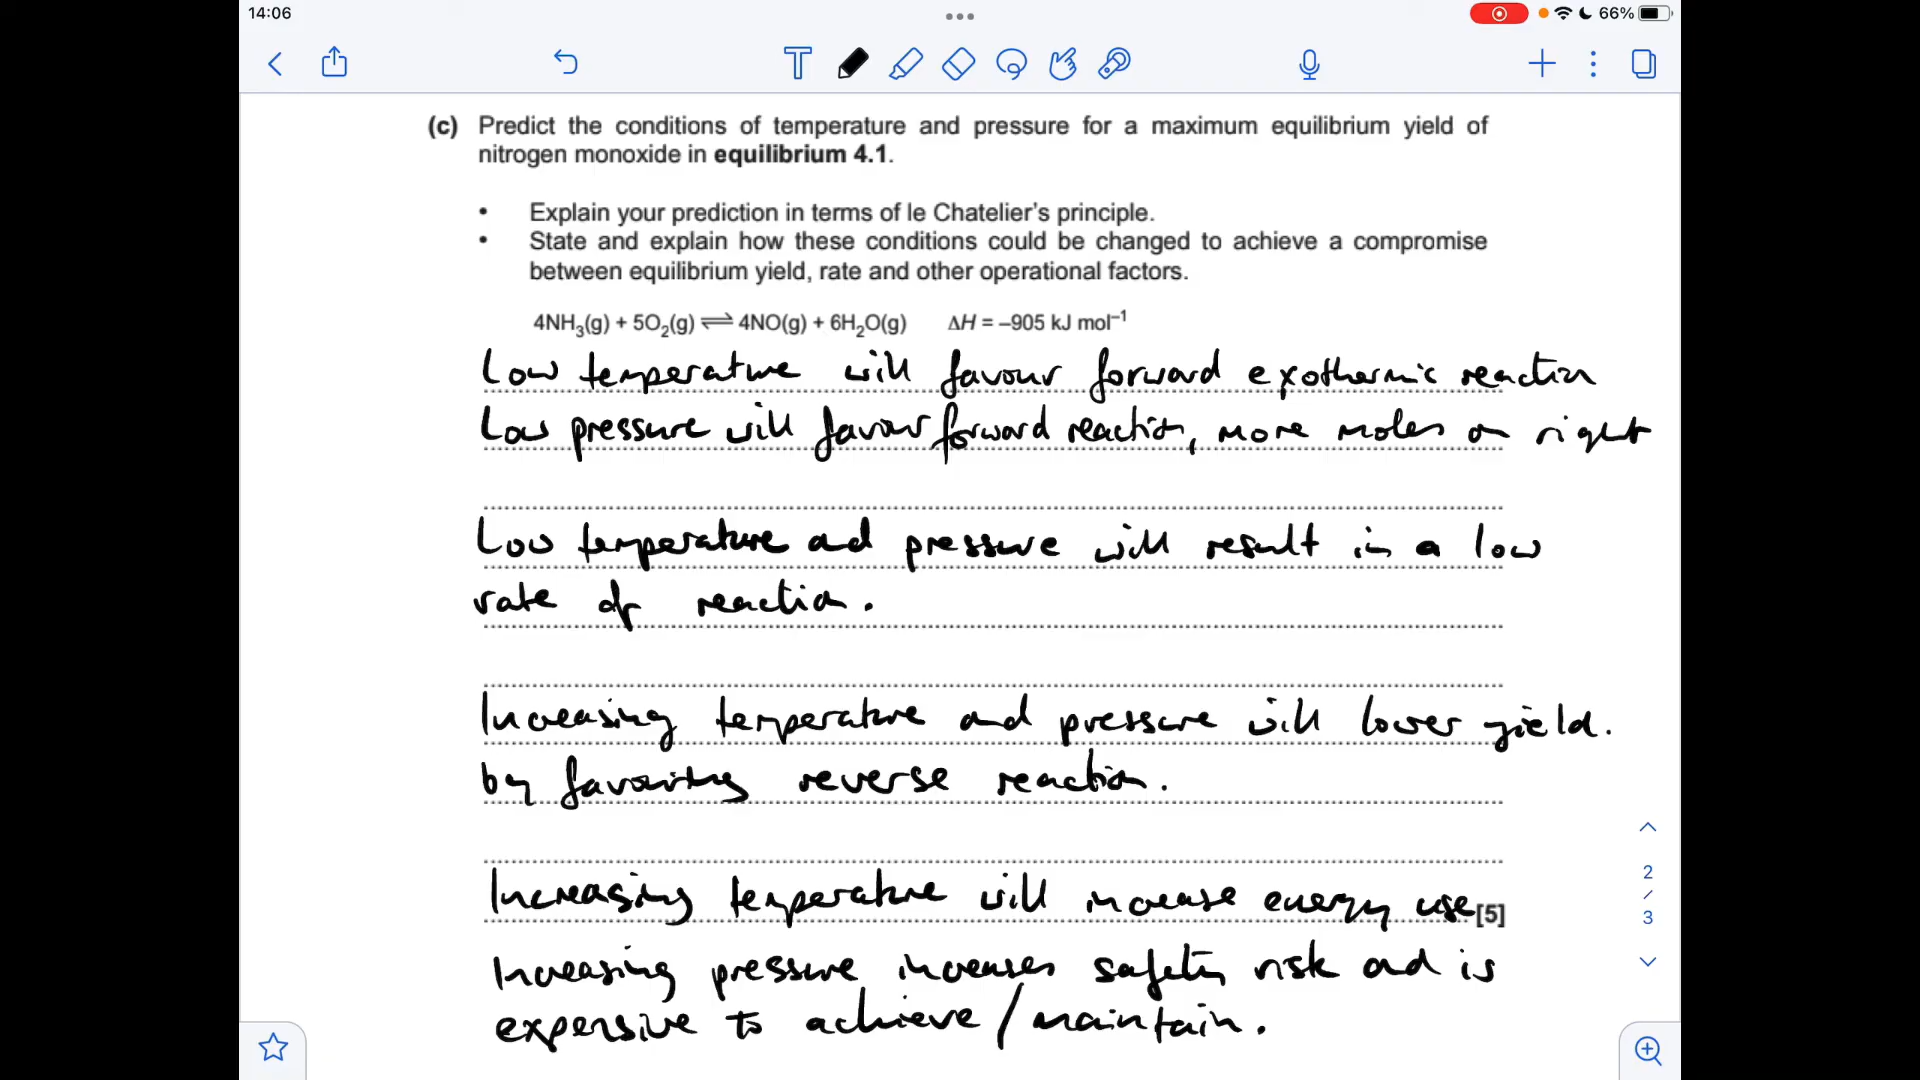 14:06
66%
(c) Predict the conditions of temperature and pressure for a maximum equilibrium yield of
nitrogen monoxide in equilibrium 4.1.
• Explain your prediction in terms of le Chatelier's principle.
• State and explain how these conditions could be changed to achieve a compromise
between equilibrium yield, rate and other operational factors.
4NH₃(g) + 5O₂(g) ⇌ 4NO(g) + 6H₂O(g) ΔH = –905 kJ mol⁻¹
Low temperature will favour forward exothermic reaction
Low pressure will favour forward reaction, more moles on right
Low temperature and pressure will result in a low
rate of reaction.
Increasing temperature and pressure will lower yield.
by favouring reverse reaction.
Increasing temperature will increase energy use
[5]
Increasing pressure increases safety risk and is
expensive to achieve / maintain.
2
/
3